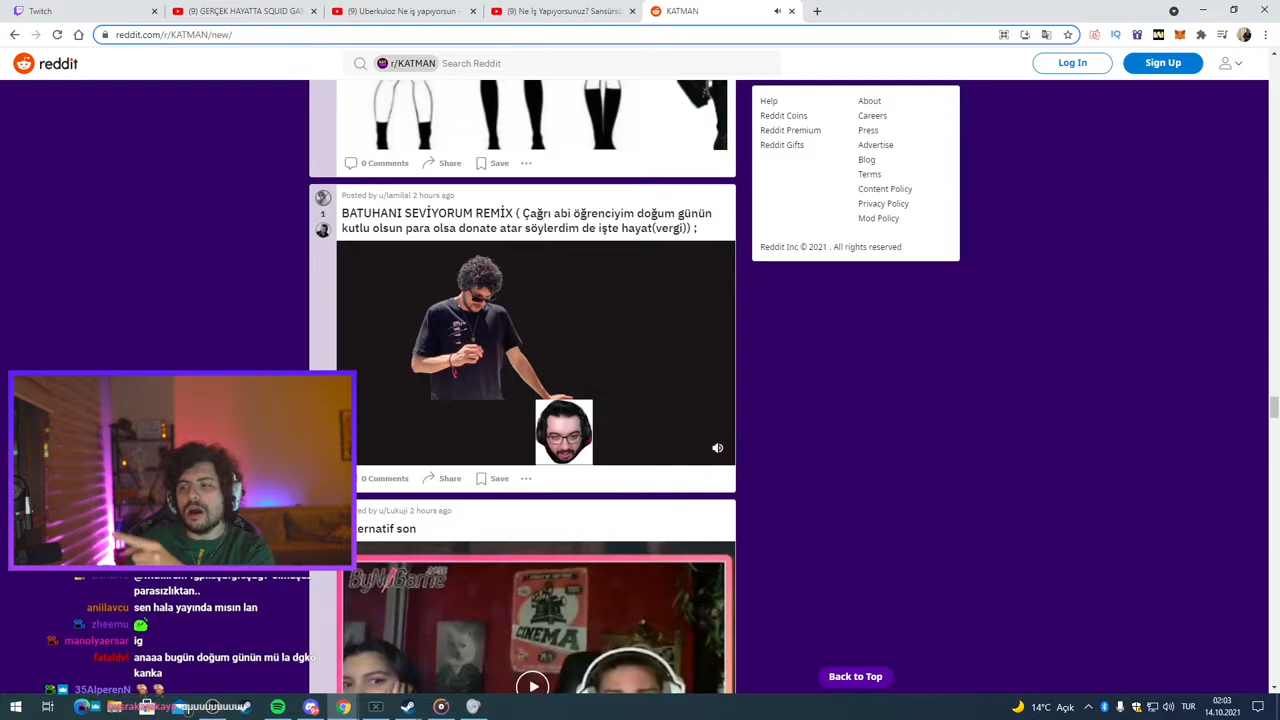 Twitch
(9) GERÇEK HAYATTA SQUID GAM
(9) Uberkuloz Ne iş yapıyorsun -
(9) Ne İş Yapıyorsunuz? Sansürsü
KATMAN
reddit.com/r/KATMAN/new/
reddit
r/KATMAN
Search Reddit
Log In
Sign Up
Help
About
Reddit Coins
Careers
Reddit Premium
Press
Reddit Gifts
Advertise
Blog
Terms
Content Policy
Privacy Policy
Mod Policy
Reddit Inc © 2021 . All rights reserved
0 Comments
Share
Save
Posted by u/lamilal 2 hours ago
1
BATUHANI SEVİYORUM REMİX ( Çağrı abi öğrenciyim doğum günün
kutlu olsun para olsa donate atar söylerdim de işte hayat(vergi)) ;
0 Comments
Share
Save
ed by u/Lukuji 2 hours ago
ernatif son
ByNoGame
CINEMA
parasızlıktan..
aniilavcu sen hala yayında mısın lan
zheemu
manolyaersar ig
fataldvl anaaa bugün doğum günün mü la dgko
kanka
35AlperenN
Back to Top
14°C Açık
TUR
02:03
14.10.2021